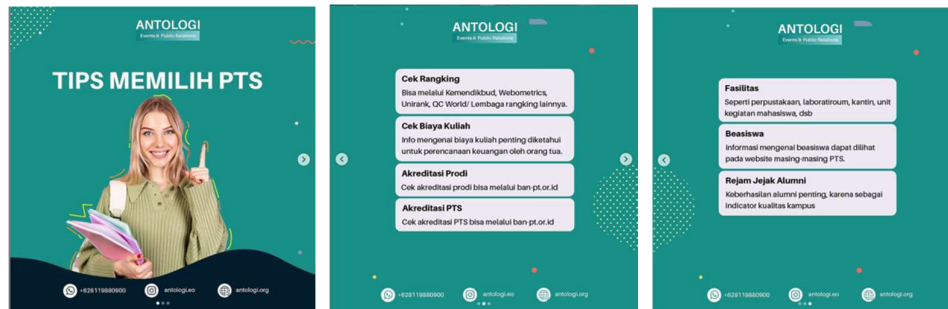 ANTOLOGI
Events & Public Relations
TIPS MEMILIH PTS
+628119880900
antologi.eo
antologi.org
ANTOLOGI
Events & Public Relations
Cek Rangking
Bisa melalui Kemendikbud, Webometrics,
Unirank, QC World/ Lembaga rangking lainnya.
Cek Biaya Kuliah
Info mengenai biaya kuliah penting diketahui
untuk perencanaan keuangan oleh orang tua.
Akreditasi Prodi
Cek akreditasi prodi bisa melalui ban-pt.or.id
Akreditasi PTS
Cek akreditasi PTS bisa melalui ban-pt.or.id
+628119880900
antologi.eo
antologi.org
ANTOLOGI
Events & Public Relations
Fasilitas
Seperti perpustakaan, laboratiroum, kantin, unit
kegiatan mahasiswa, dsb
Beasiswa
Informasi mengenai beasiswa dapat dilihat
pada website masing-masing PTS.
Rejam Jejak Alumni
Keberhasilan alumni penting, karena sebagai
indicator kualitas kampus
+628119880900
antologi.eo
antologi.org